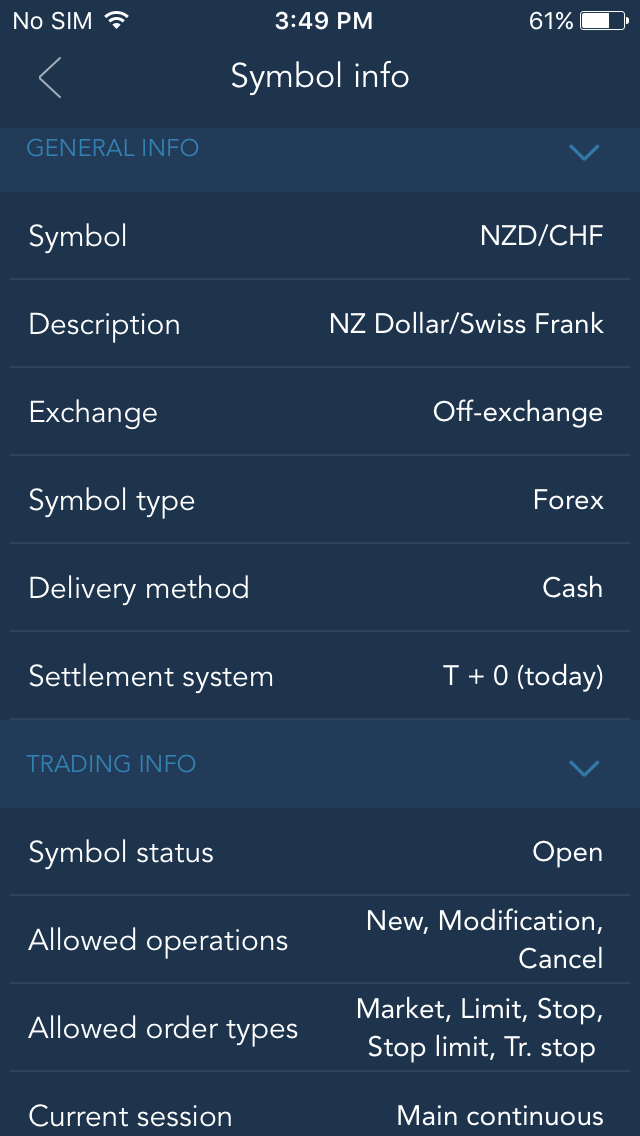 No SIM 3:49 PM 61%
Symbol info
GENERAL INFO
Symbol NZD/CHF
Description NZ Dollar/Swiss Frank
Exchange Off-exchange
Symbol type Forex
Delivery method Cash
Settlement system T + 0 (today)
TRADING INFO
Symbol status Open
Allowed operations New, Modification,
Cancel
Allowed order types Market, Limit, Stop,
Stop limit, Tr. stop
Current session Main continuous